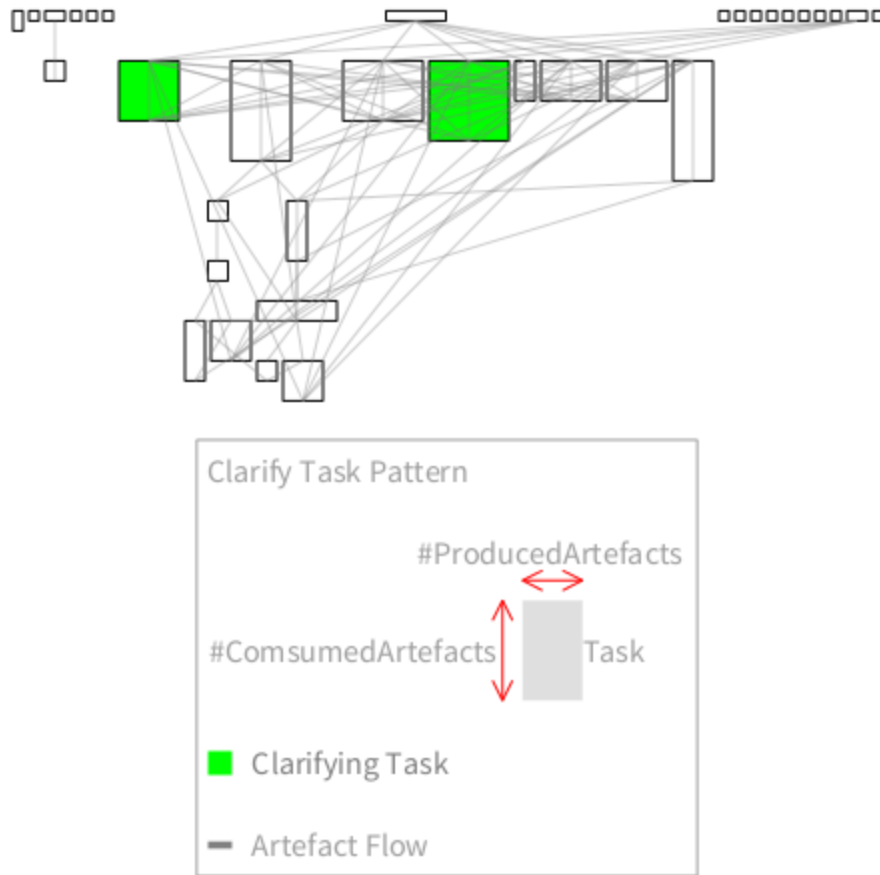 Clarify Task Pattern
#ProducedArtefacts
#ComsumedArtefacts
Task
Clarifying Task
Artefact Flow